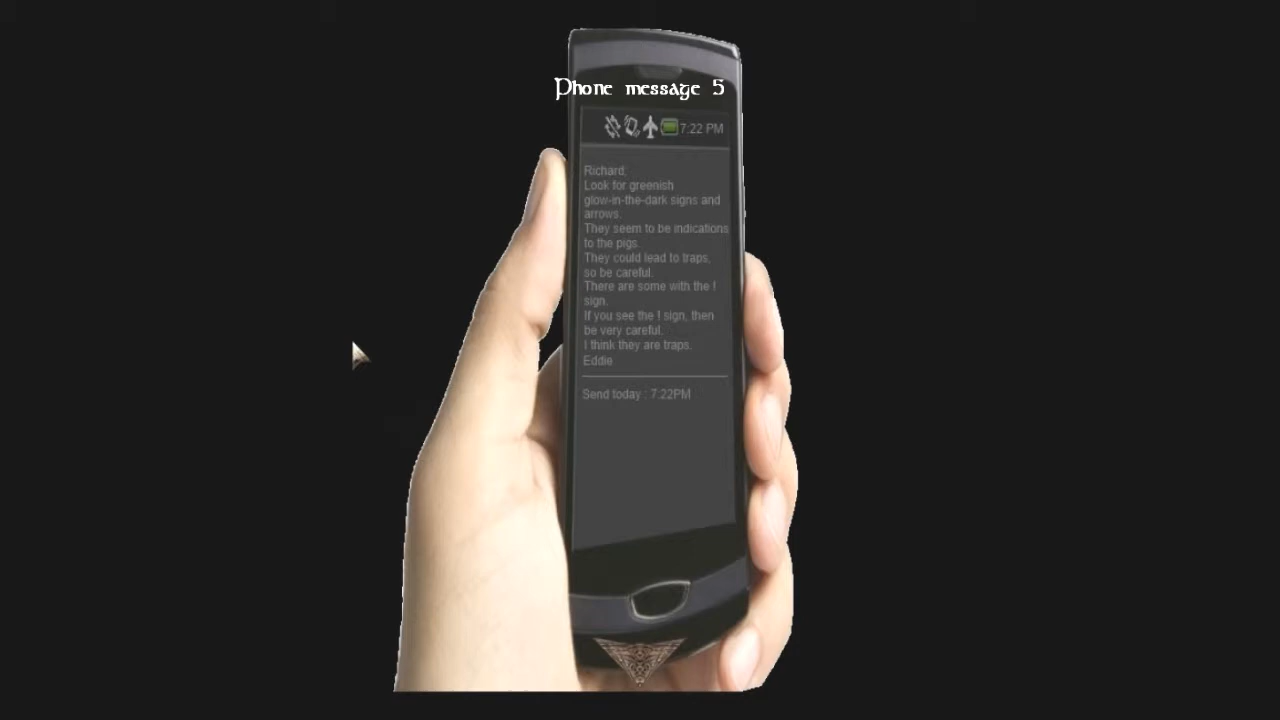 Phone message 5
7:22 PM
Richard,
Look for greenish
glow-in-the-dark signs and
arrows.
They seem to be indications
to the pigs.
They could lead to traps,
so be careful.
There are some with the !
sign.
If you see the ! sign, then
be very careful.
I think they are traps.
Eddie
Send today : 7:22PM